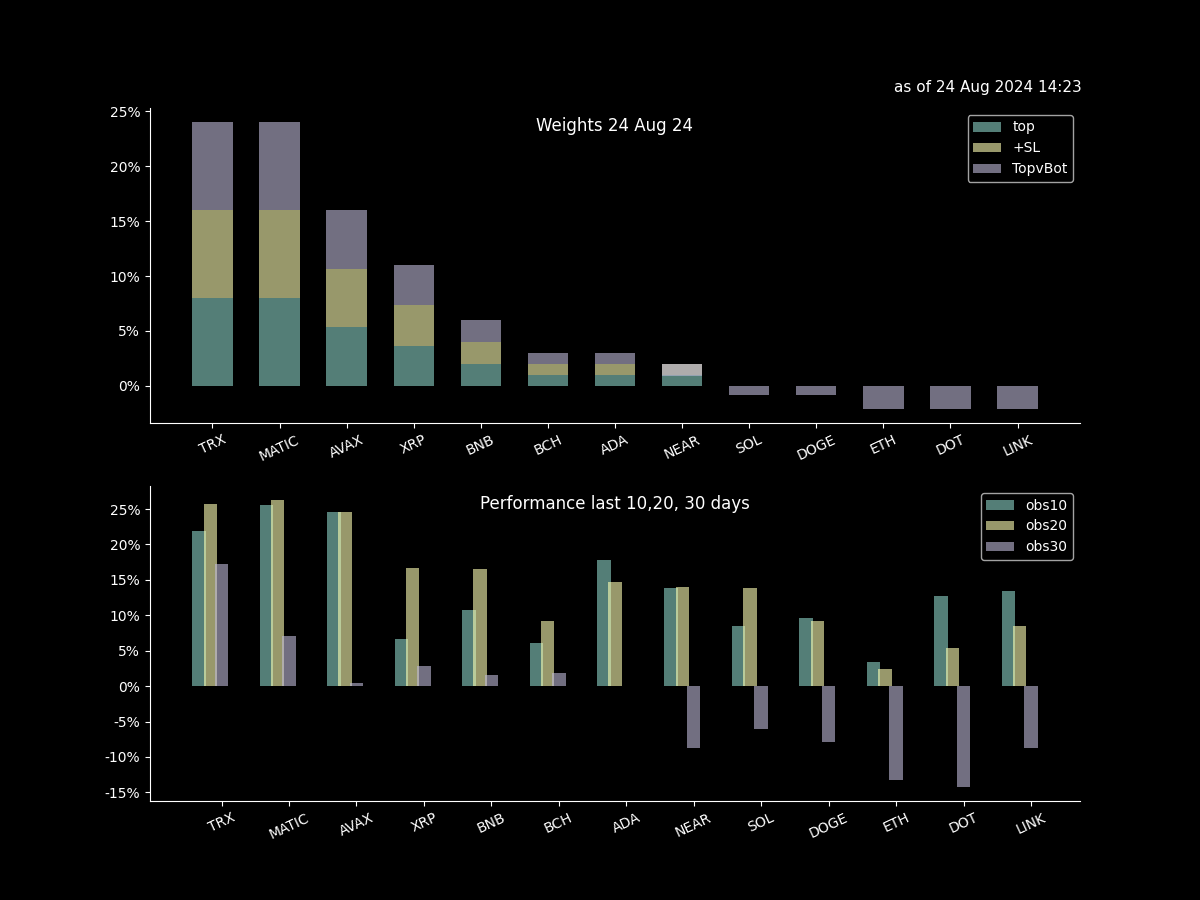 as of 24 Aug 2024 14:23
Weights 24 Aug 24
top
+SL
TopvBot
25%
20%
15%
10%
5%
0%
TRX MATIC AVAX XRP BNB BCH ADA NEAR SOL DOGE ETH DOT LINK
Performance last 10,20, 30 days
obs10
obs20
obs30
25%
20%
15%
10%
5%
0%
-5%
-10%
-15%
TRX MATIC AVAX XRP BNB BCH ADA NEAR SOL DOGE ETH DOT LINK